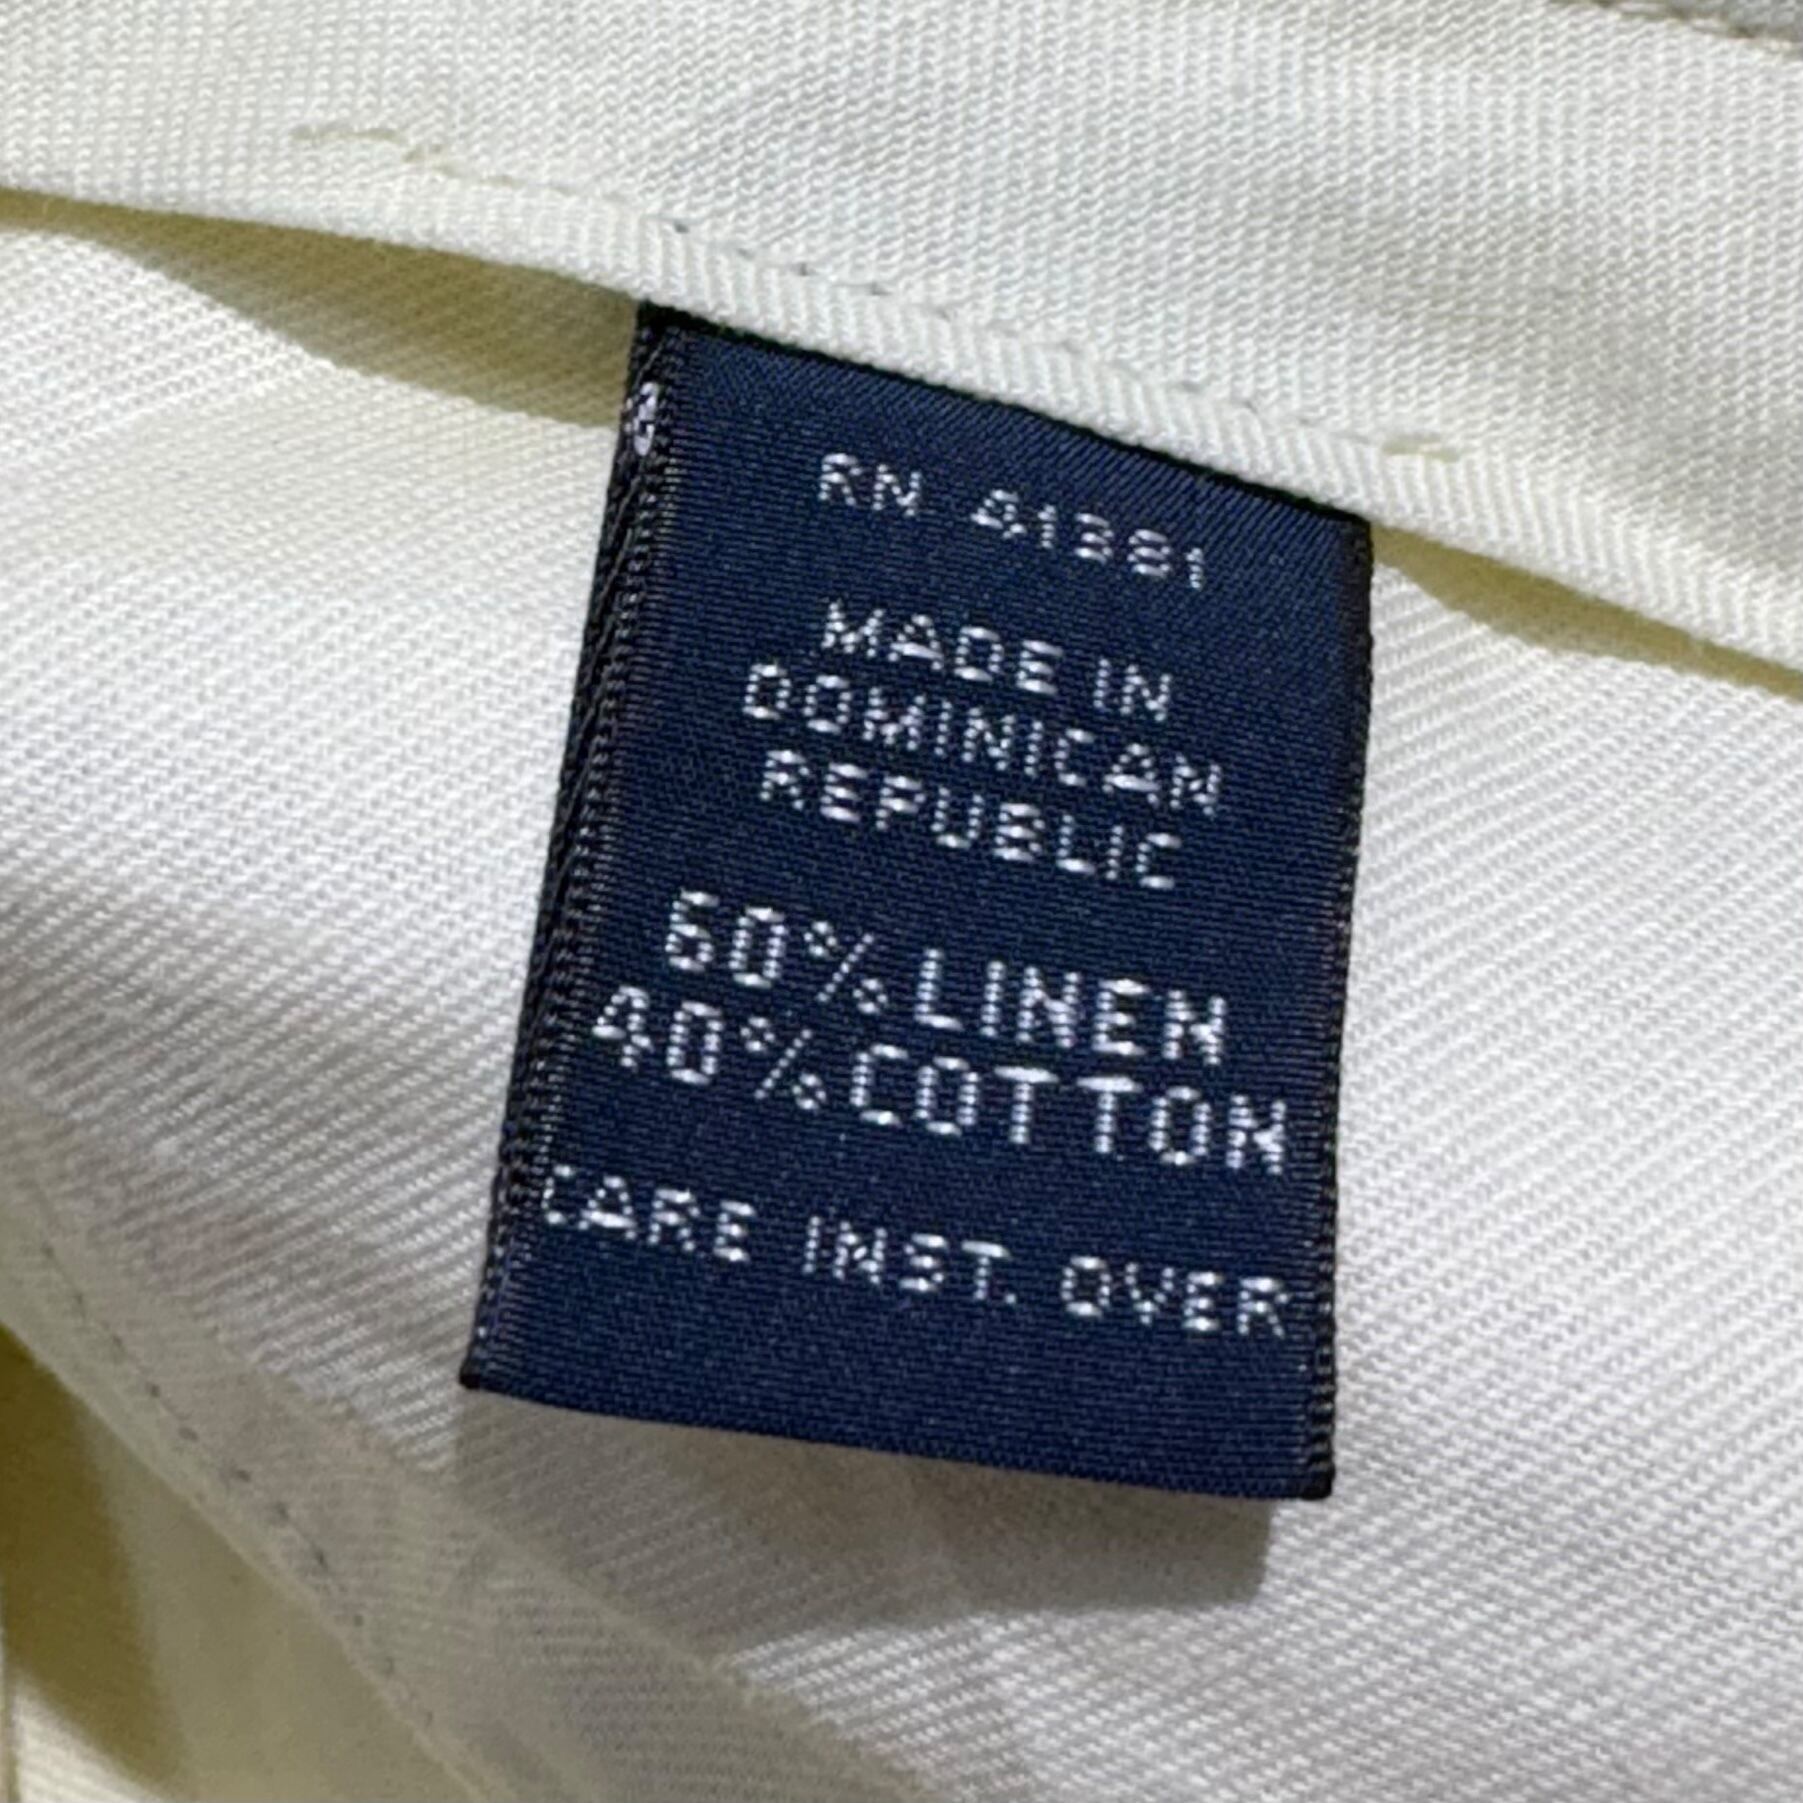 RN 41381
MADE IN
DOMINICAN
REPUBLIC
60% LINEN
40% COTTON
CARE INST. OVER